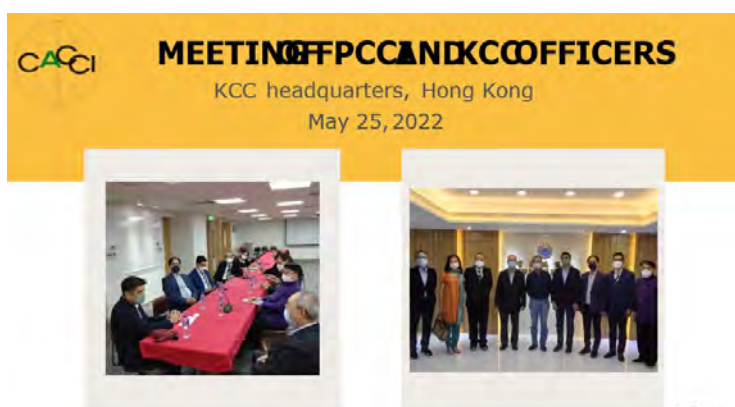 CACCI
MEETING OF FPCCI AND KCC OFFICERS
KCC headquarters, Hong Kong
May 25, 2022